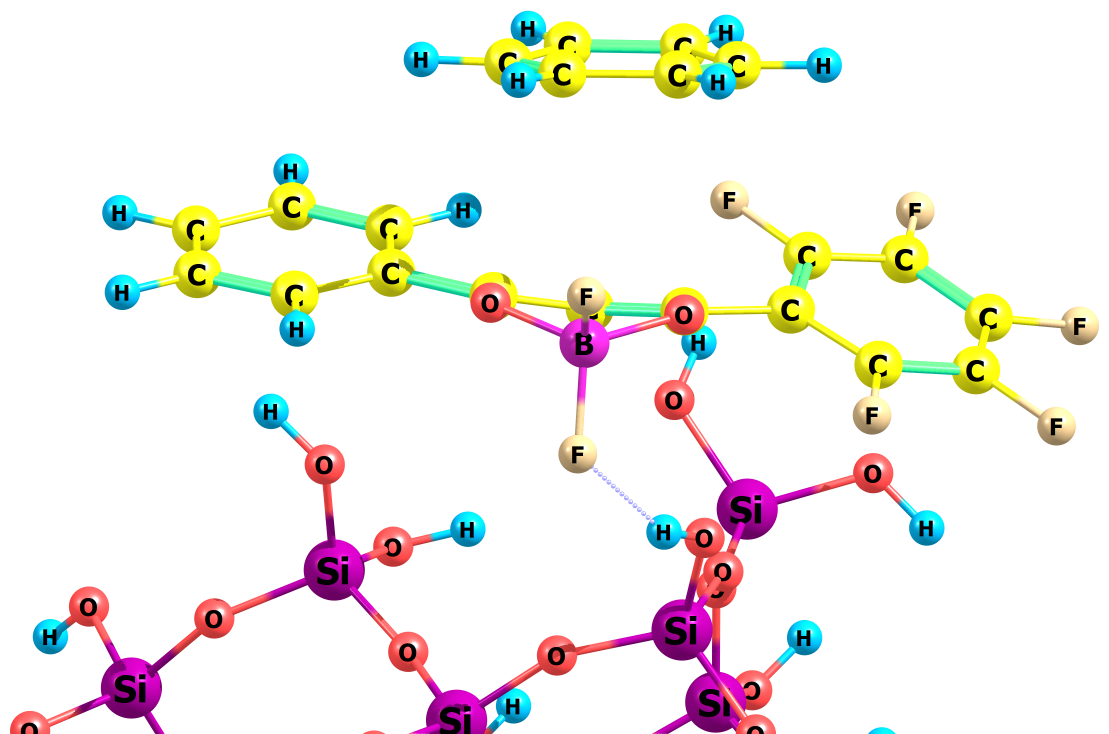 H H
C C
H C C H
H C C H
H
H C C H F F
C C C
H C C C
C O F C O C C F
H B H
C C
H O F F
O O
F
Si H
O H H O
O
Si O
O C
H O O Si H
O O
Si Si O
H
Si O
O